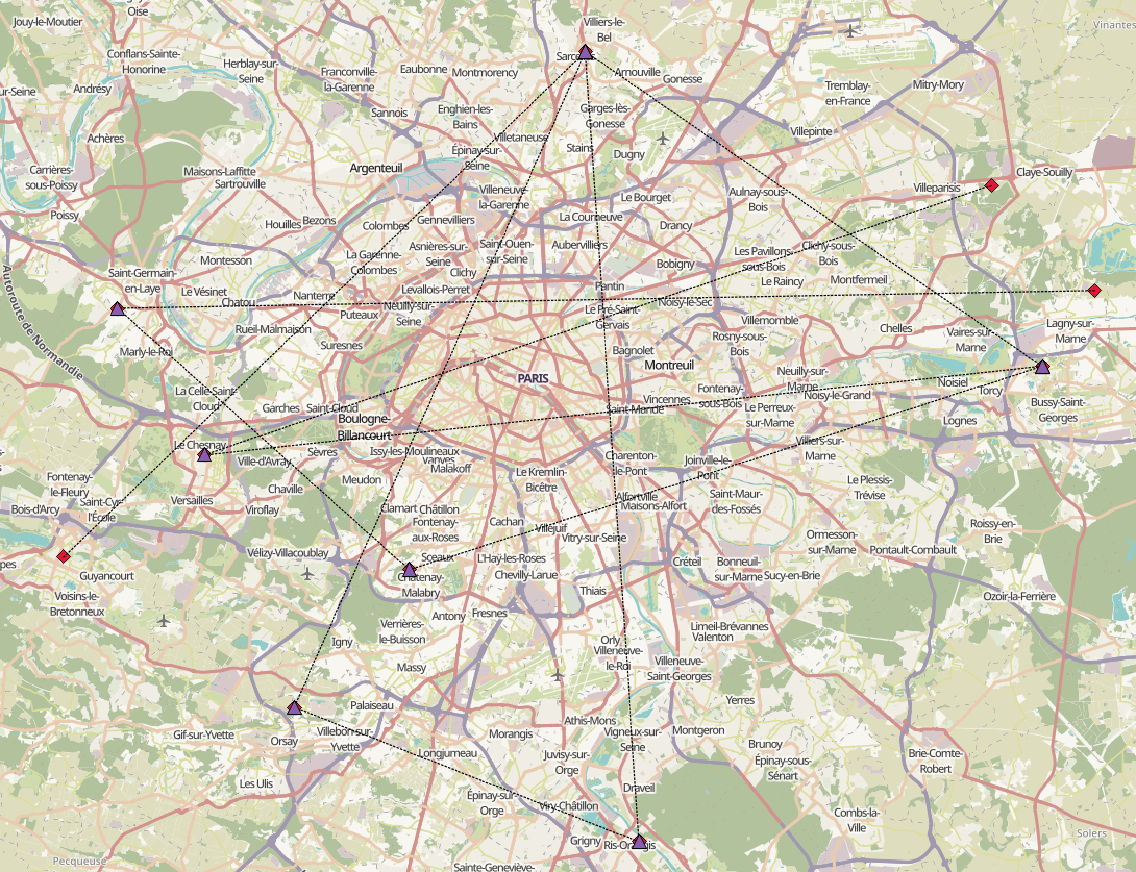 Jouy-le-Moutier
Oise
Conflans-Sainte-
Honorine
Herblay-sur-
Seine
Andrésy
ur-Seine
Franconville-
la-Garenne
Eaubonne
Montmorency
Villiers-le-
Bel
Arnouville
Gonesse
Garges-lès-
Gonesse
Tremblay-
en-France
Mitry-Mory
Vinantes
Achères
Sannois
Enghien-les-
Bains
Villetaneuse
Épinay-sur-
Seine
Stains
Dugny
Villepinte
Carrières-
sous-Poissy
Maisons-Laffitte
Sartrouville
Argenteuil
Villeneuve-
la-Garenne
Le Bourget
Aulnay-sous-
Bois
Villeparisis
Claye-Souilly
Poissy
Houilles
Bezons
Colombes
Gennevilliers
La Courneuve
Drancy
Asnières-sur-
Seine
Saint-Ouen-
sur-Seine
Aubervilliers
Les Pavillons-
sous-Bois
Clichy-sous-
Bois
Montesson
La Garenne-
Colombes
Clichy
Bobigny
Le Raincy
Montfermeil
Saint-Germain-
en-Laye
Le Vésinet
Chatou
Nanterre
Levallois-Perret
Neuilly-sur-
Seine
Puteaux
Pantin
Noisy-le-Sec
Le Pré-Saint-
Gervais
Autoroute de Normandie
Rueil-Malmaison
Suresnes
Marly-le-Roi
Villemomble
Rosny-sous-
Bois
Chelles
Vaires-sur-
Marne
Lagny-sur-
Marne
Bagnolet
Montreuil
PARIS
La Celle-Saint-
Cloud
Garches
Saint-Cloud
Boulogne-
Billancourt
Vincennes
Saint-Mandé
Fontenay-
sous-Bois
Neuilly-sur-
Marne
Noisy-le-Grand
Le Perreux-
sur-Marne
Noisiel
Torcy
Bussy-Saint-
Georges
Lognes
Le Chesnay
Ville-d'Avray
Sèvres
Issy-les-Moulineaux
Vanves
Malakoff
Charenton-
le-Pont
Joinville-le-
Pont
Villiers-sur-
Marne
Fontenay-
le-Fleury
Chaville
Meudon
Le Kremlin-
Bicêtre
Le Plessis-
Trévise
Bois-d'Arcy
Saint-Cyr-
l'École
Versailles
Viroflay
Clamart
Châtillon
Alfortville
Maisons-Alfort
Saint-Maur-
des-Fossés
Fontenay-
aux-Roses
Cachan
Villejuif
Vitry-sur-Seine
Roissy-en-
Brie
Ormesson-
sur-Marne
Pontault-Combault
Vélizy-Villacoublay
Sceaux
L'Haÿ-les-Roses
Créteil
Bonneuil-
sur-Marne
Sucy-en-Brie
pes
Guyancourt
Chevilly-Larue
Malabry
Voisins-le-
Bretonneux
Thiais
Ozoir-la-Ferrière
Antony
Fresnes
Verrières-
le-Buisson
Limeil-Brévannes
Valenton
Igny
Orly
Villeneuve-
le-Roi
Villeneuve-
Saint-Georges
Massy
Yerres
Palaiseau
Athis-Mons
Gif-sur-Yvette
Orsay
Villebon-sur-
Yvette
Morangis
Vigneux-sur-
Seine
Montgeron
Longjumeau
Juvisy-sur-
Orge
Brunoy
Épinay-sous-
Sénart
Brie-Comte-
Robert
Les Ulis
Draveil
Épinay-sur-
Orge
Viry-Châtillon
Combs-la-
Ville
Grigny
Solers
Pecqueuse
Sainte-Geneviève-